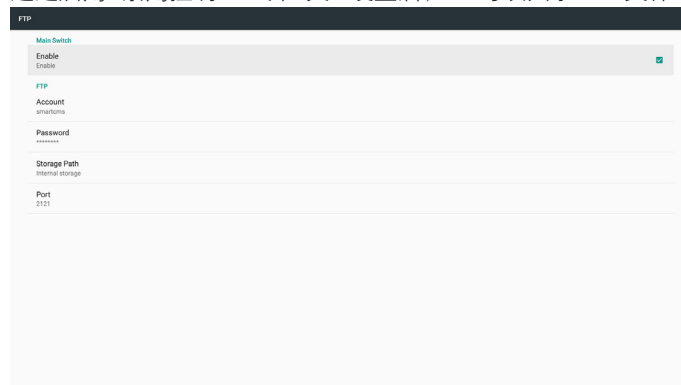 FTP
Main Switch
Enable
Enable
FTP
Account
smartcms
Password
********
Storage Path
Internal storage
Port
2121